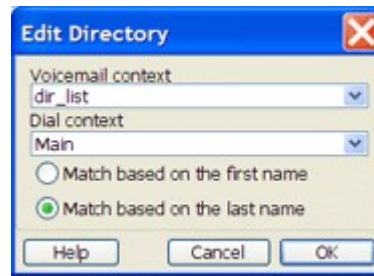 Edit Directory
Voicemail context
dir_list
Dial context
Main
Match based on the first name
Match based on the last name
Help Cancel OK